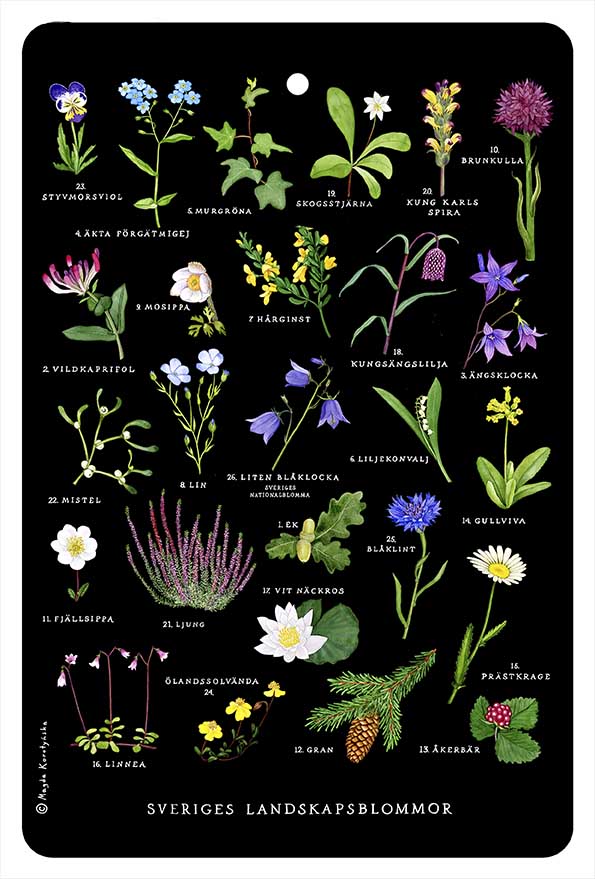 23.
STYVMORSVIOL
4. ÄKTA FÖRGÄTMIGEJ
5. MURGRÖNA
19.
SKOGSSTJÄRNA
20.
KUNG KARLS
SPIRA
10.
BRUNKULLA
2. VILDKAPRIFOL
9. MOSIPPA
7 HÅRGINST
18.
KUNGSÄNGSLILJA
3. ÄNGSKLOCKA
22. MISTEL
8. LIN
26. LITEN BLÅKLOCKA
SVERIGES
NATIONALBLOMMA
6. LILJEKONVALJ
14. GULLVIVA
11. FJÄLLSIPPA
21. LJUNG
1. EK
17. VIT NÄCKROS
25.
BLÅKLINT
15.
PRÄSTKRAGE
16. LINNEA
ÖLANDSSOLVÄNDA
24.
12. GRAN
13. ÅKERBÄR
© Magda Korotyńska
SVERIGES LANDSKAPSBLOMMOR